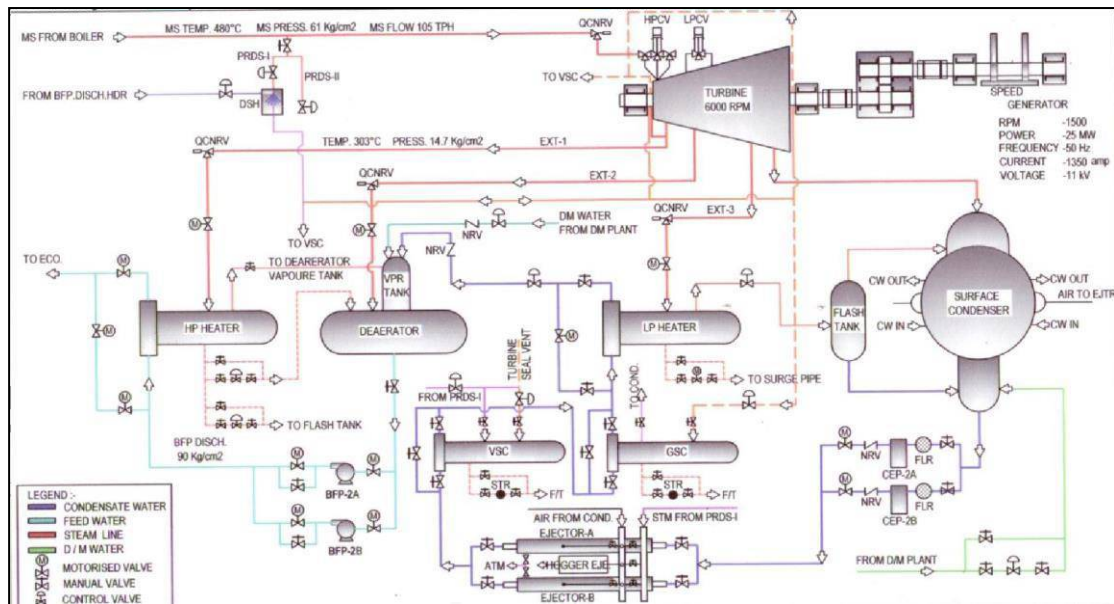 MS FROM BOILER
MS TEMP. 480°C MS PRESS. 61 Kg/cm2 MS FLOW 105 TPH
QCNRV
HPCV LPCV
PRDS-I
PRDS-II
TO VSC
FROM BFP.DISCH.HDR
DSH
TURBINE
6000 RPM
SPEED
GENERATOR
RPM -1500
POWER -25 MW
FREQUENCY -50 Hz
CURRENT -1350 amp
VOLTAGE -11 kV
QCNRV
TEMP. 303°C PRESS. 14.7 Kg/cm2 EXT-1
QCNRV
EXT-2
QCNRV
EXT-3
M
M
M
NRV
DM WATER
FROM DM PLANT
TO VSC
NRV
TO ECO.
M
TO DEARERATOR
VAPOURE TANK
VPR
TANK
HP HEATER
DEAERATOR
LP HEATER
FLASH
TANK
CW OUT
CW OUT
SURFACE
CONDENSER
AIR TO EJTR
CW IN
CW IN
M
M
M
M
TO SURGE PIPE
TURBINE
SEAL VENT
FROM PRDS-I
TO COND.
TO FLASH TANK
BFP DISCH.
90 Kg/cm2
VSC
GSC
STR
F/T
STR
F/T
M
M
BFP-2A
M
M
BFP-2B
M
NRV
CEP-2A
FLR
M
NRV
CEP-2B
FLR
AIR FROM COND.
STM FROM PRDS-I
EJECTOR-A
ATM
HOGGER EJE
EJECTOR-B
FROM D/M PLANT
LEGEND :-
CONDENSATE WATER
FEED WATER
STEAM LINE
D / M WATER
M MOTORISED VALVE
MANUAL VALVE
CONTROL VALVE